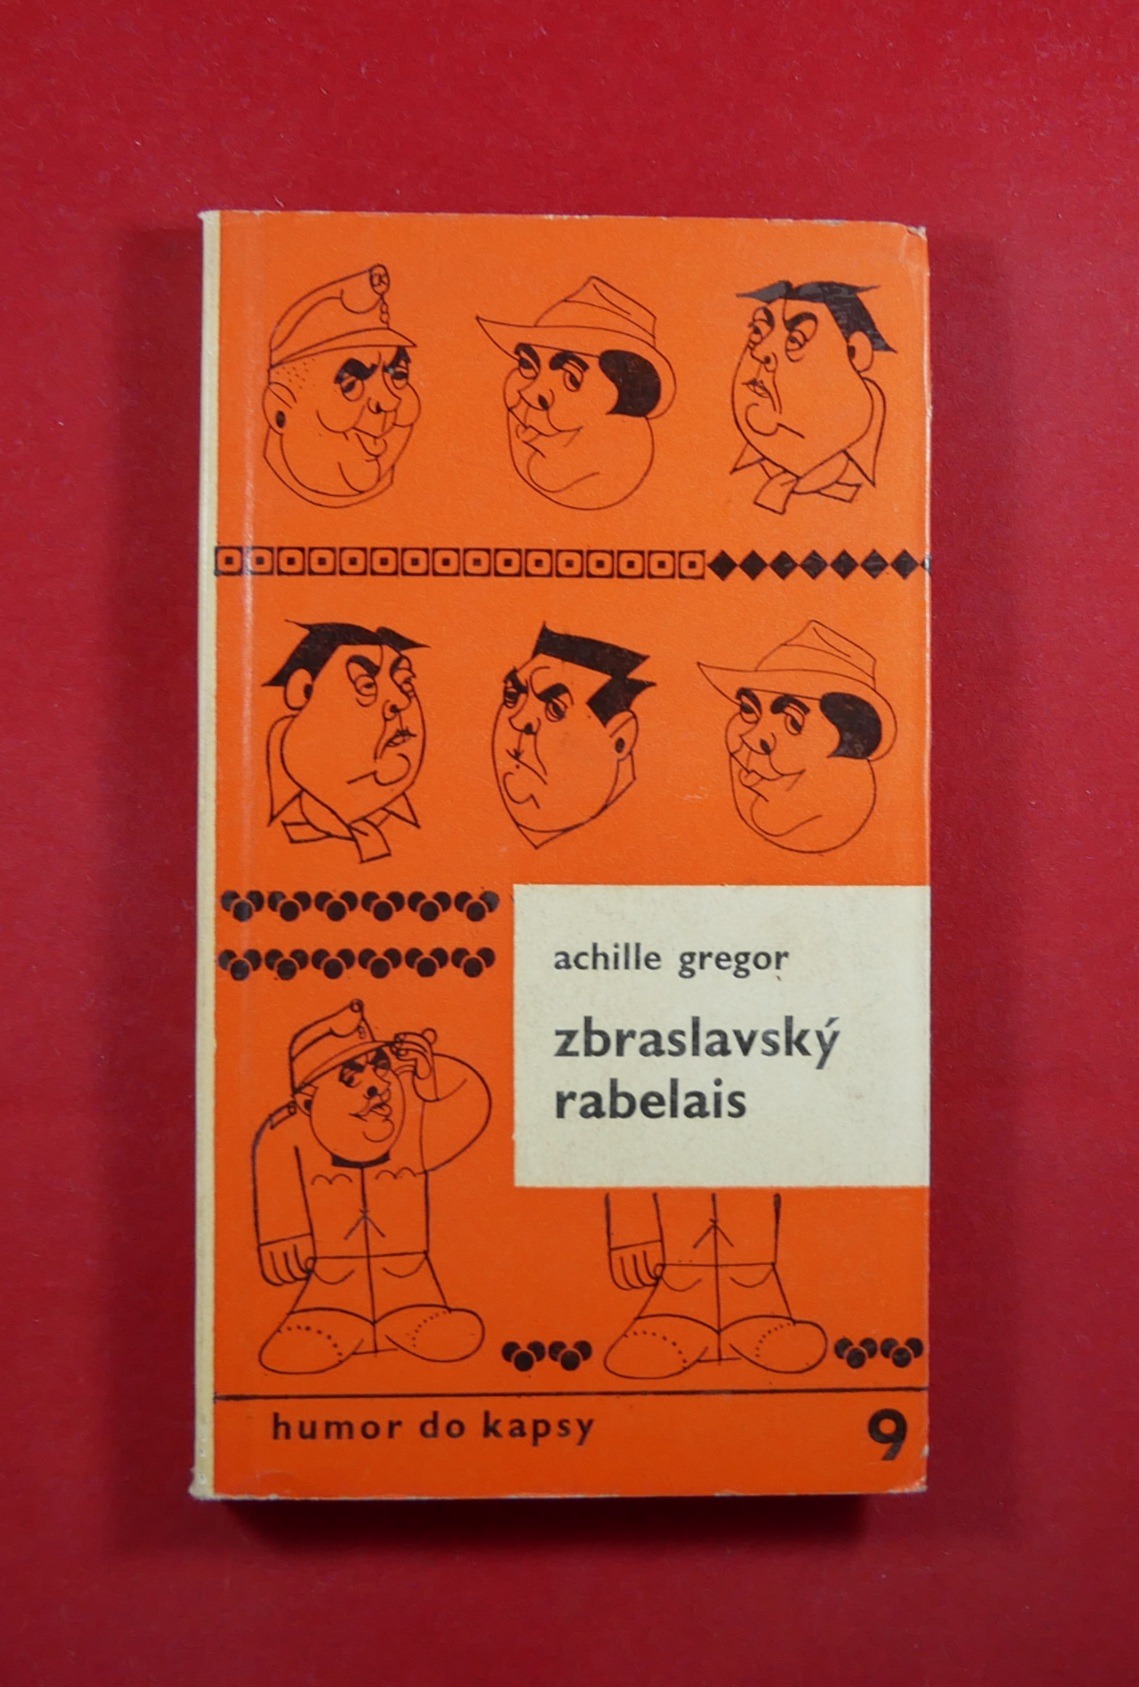 achille gregor
zbraslavský
rabelais
humor do kapsy
9